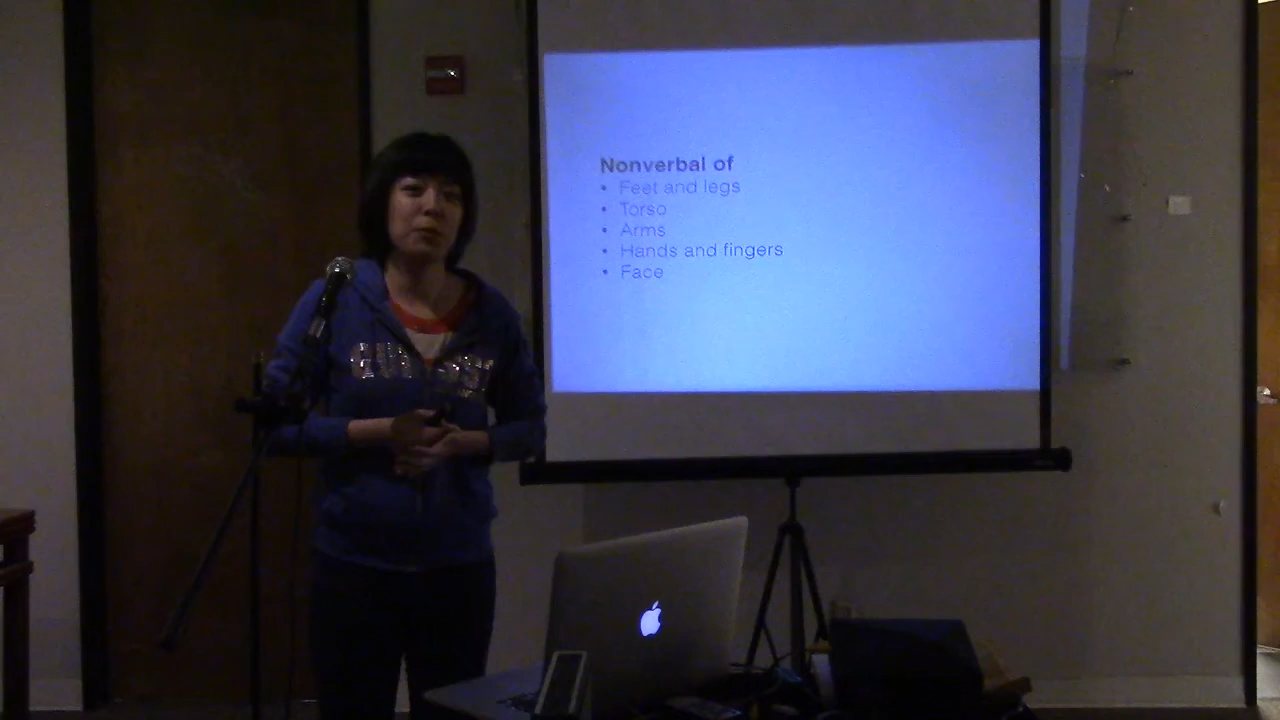 Nonverbal of
• Feet and legs
• Torso
• Arms
• Hands and fingers
• Face